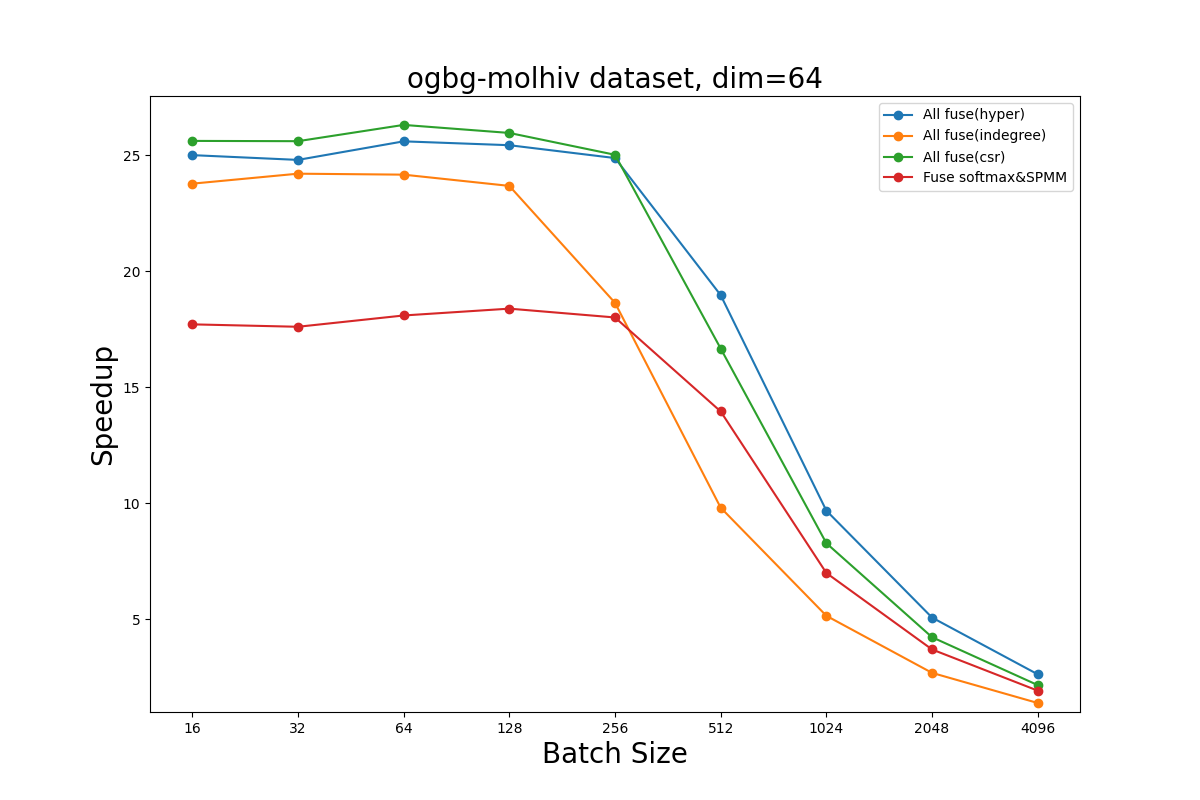 ogbg-molhiv dataset, dim=64
All fuse(hyper)
All fuse(indegree)
All fuse(csr)
Fuse softmax&SPMM
25
20
15
10
5
Speedup
16 32 64 128 256 512 1024 2048 4096
Batch Size